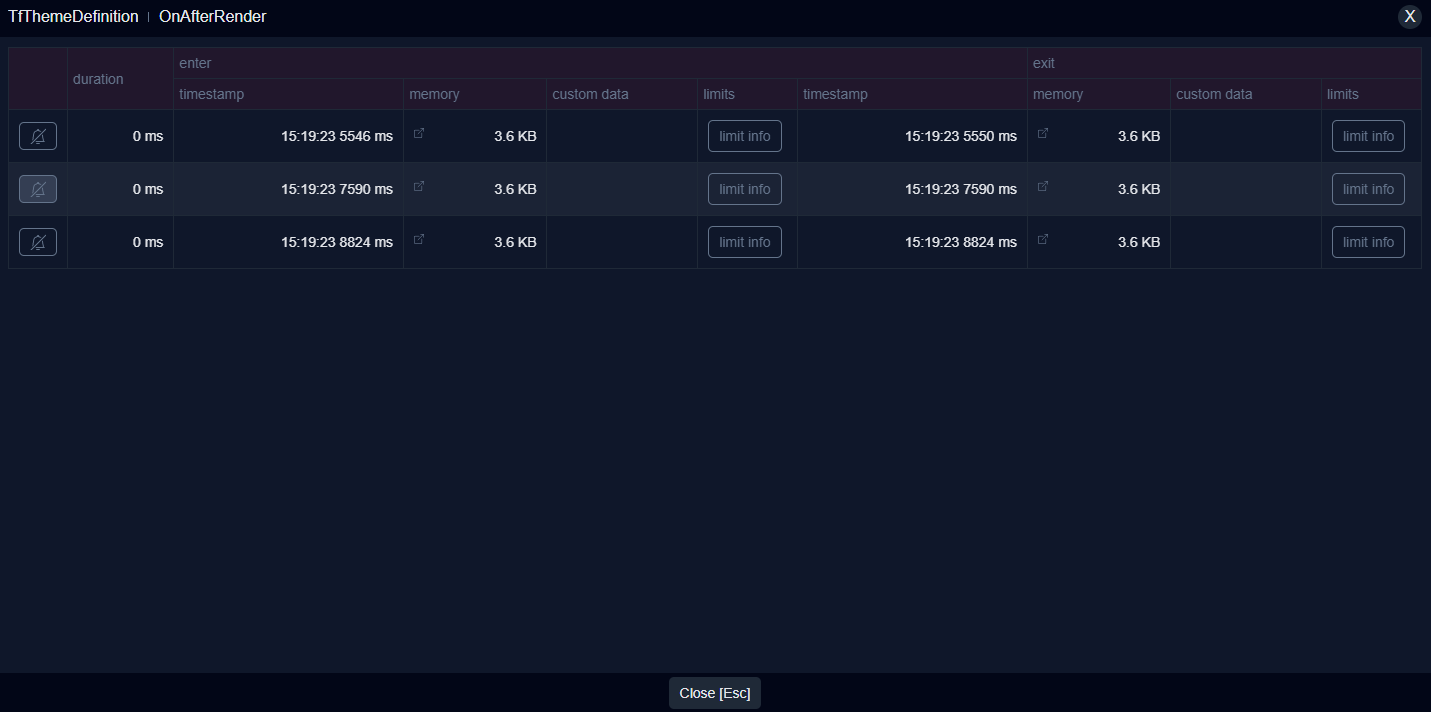 TfThemeDefinition | OnAfterRender X
duration enter exit
timestamp memory custom data limits timestamp memory custom data limits
0 ms 15:19:23 5546 ms 3.6 KB limit info 15:19:23 5550 ms 3.6 KB limit info
0 ms 15:19:23 7590 ms 3.6 KB limit info 15:19:23 7590 ms 3.6 KB limit info
0 ms 15:19:23 8824 ms 3.6 KB limit info 15:19:23 8824 ms 3.6 KB limit info
Close [Esc]